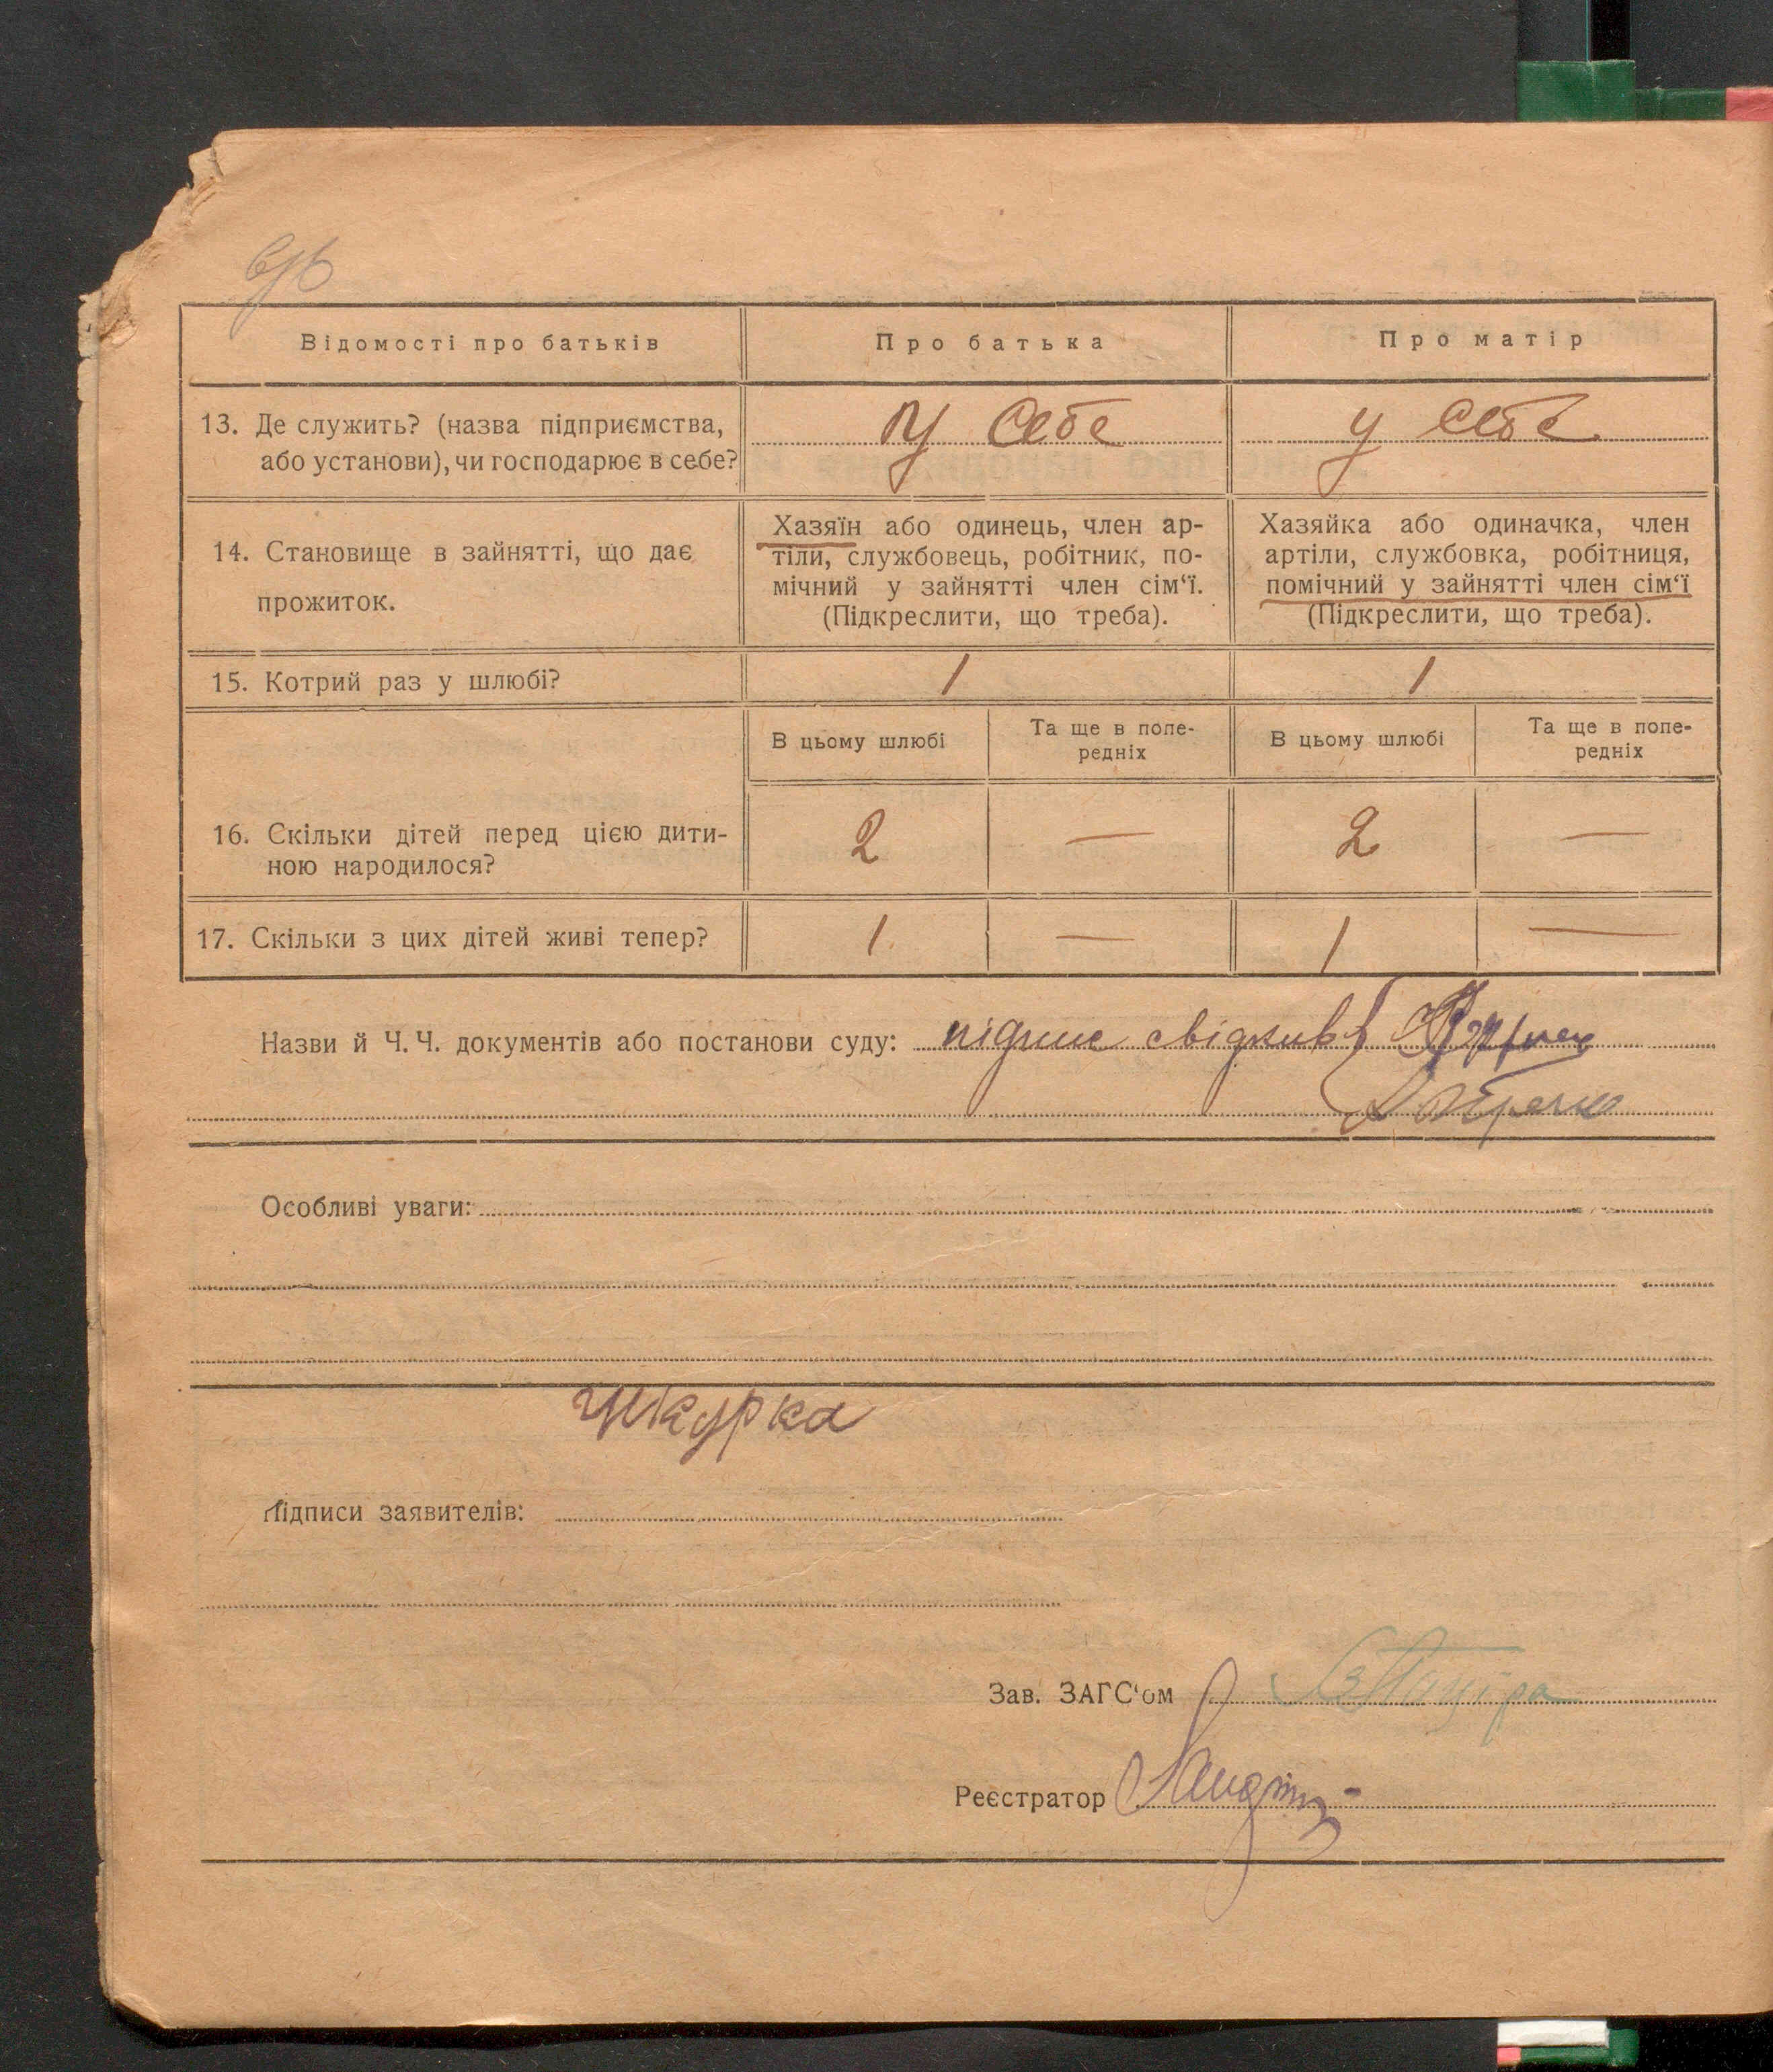 Відомості про батьків
Про батька
Про матір
13. Де служить? (назва підприємства,
або установи), чи господарює в себе?
У себе
у себе
14. Становище в зайнятті, що дає
прожиток.
Хазяїн або одинець, член ар-
тіли, службовець, робітник, по-
мічний у зайнятті член сім‘ї.
(Підкреслити, що треба).
Хазяйка або одиначка, член
артіли, службовка, робітниця,
помічний у зайнятті член сім‘ї
(Підкреслити, що треба).
15. Котрий раз у шлюбі?
1
1
В цьому шлюбі
Та ще в попе-
редніх
В цьому шлюбі
Та ще в попе-
редніх
16. Скільки дітей перед цією дити-
ною народилося?
2
—
2
—
17. Скільки з цих дітей живі тепер?
1
—
1
—
Назви й Ч. Ч. документів або постанови суду: підпис свідків
Особливі уваги:
Шкурка
Підписи заявителів:
Зав. ЗАГС‘ом
Реєстратор